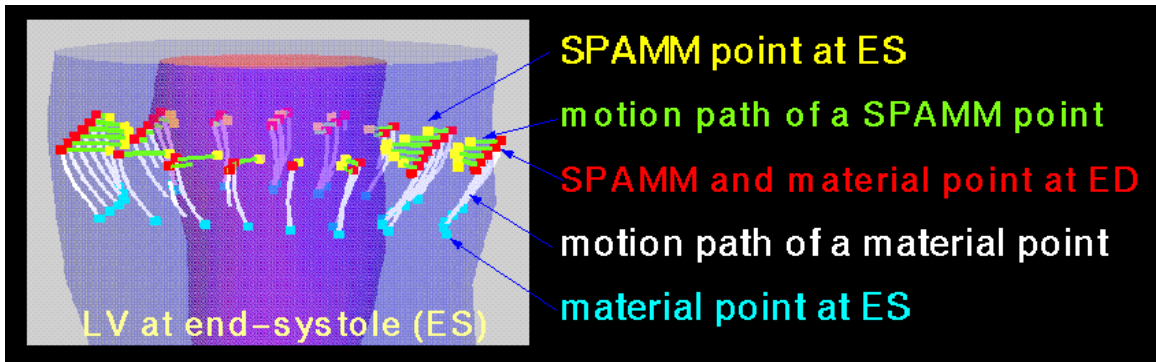 SPAMM point at ES
motion path of a SPAMM point
SPAMM and material point at ED
motion path of a material point
material point at ES
LV at end-systole (ES)